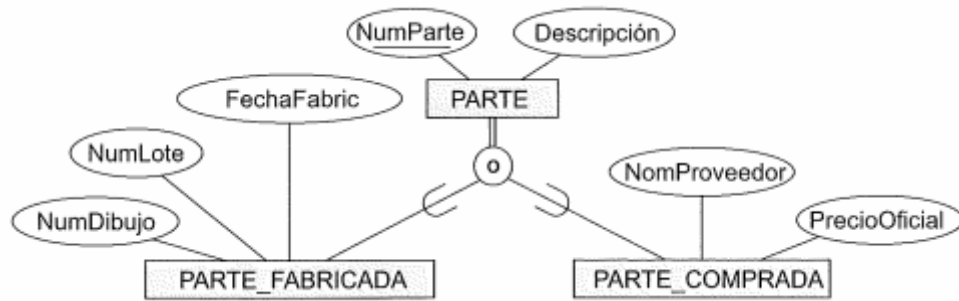 NumParte
Descripción
FechaFabric
PARTE
NumLote
o
NomProveedor
NumDibujo
PrecioOficial
PARTE_FABRICADA
PARTE_COMPRADA